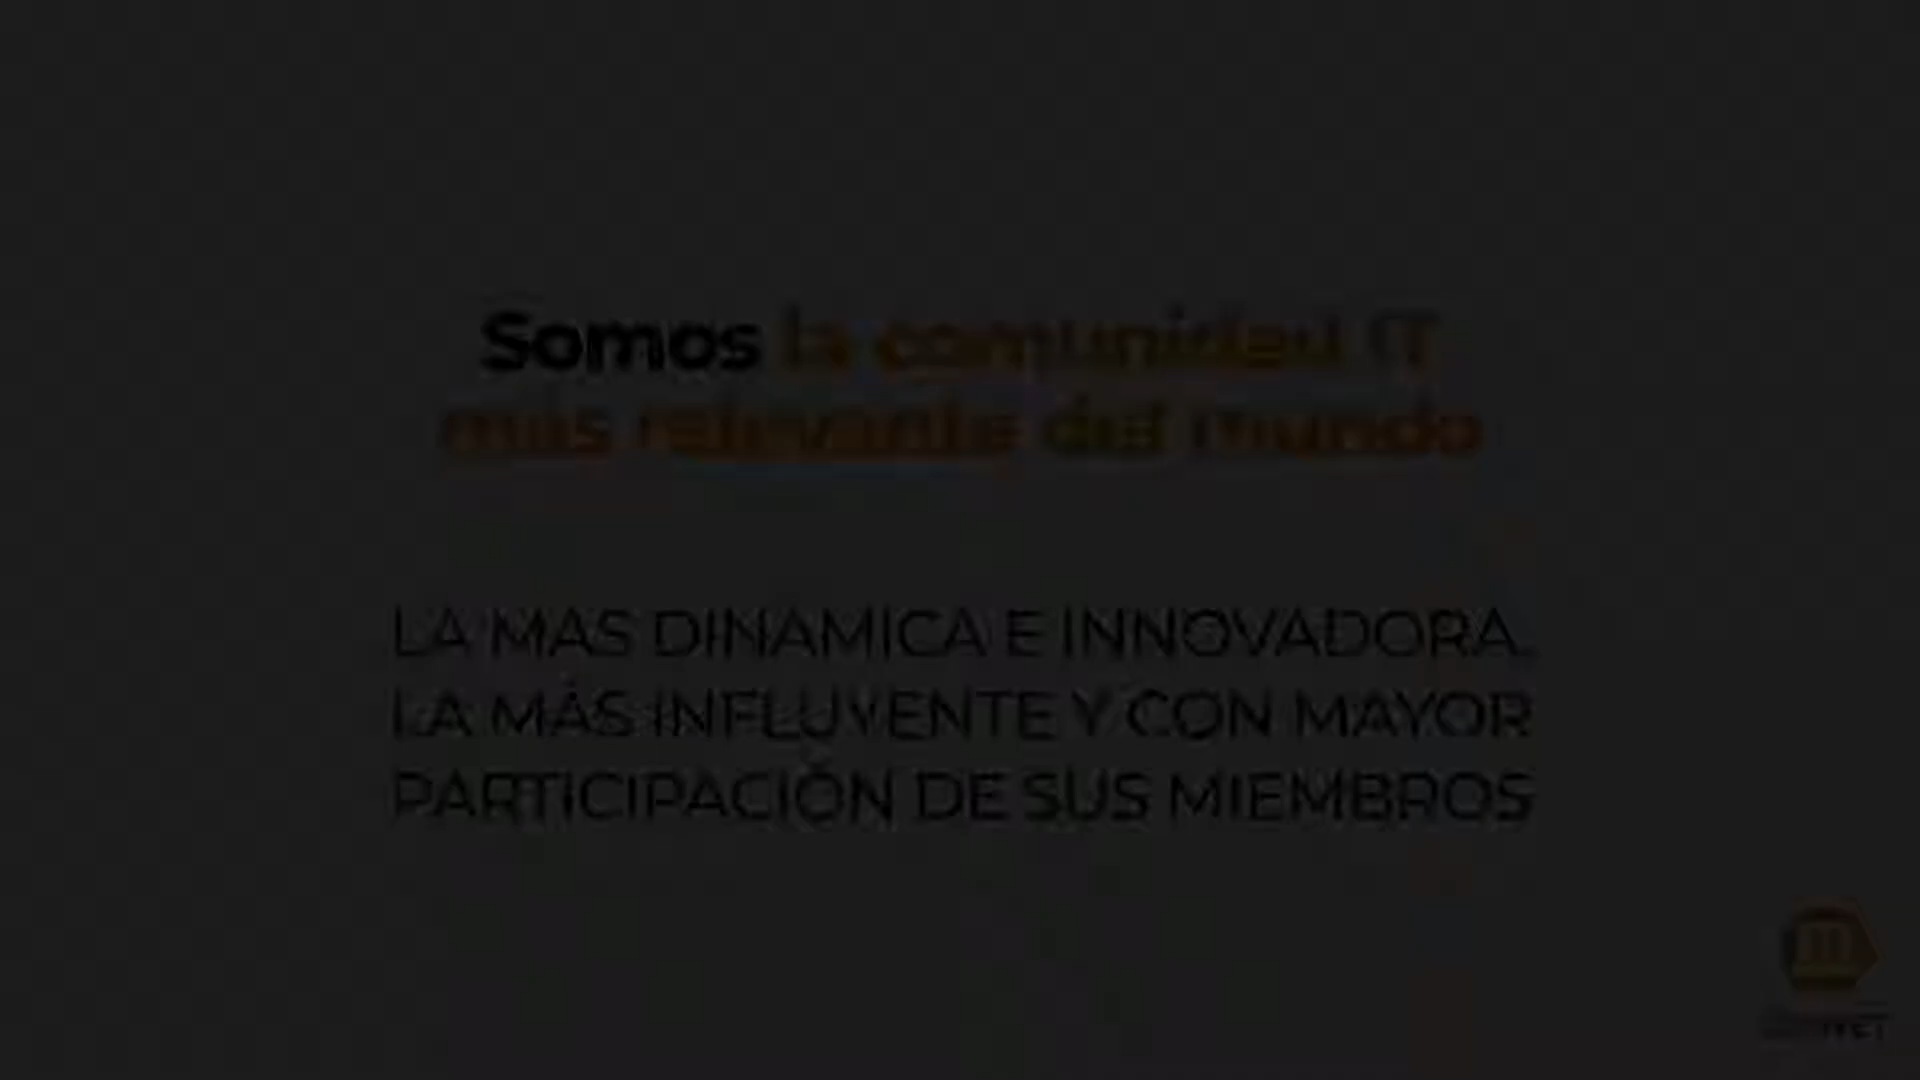 Somos la comunidad IT
más relevante del mundo
LA MAS DINAMICA E INNOVADORA.
LA MÁS INFLUYENTE Y CON MAYOR
PARTICIPACIÓN DE SUS MIEMBROS